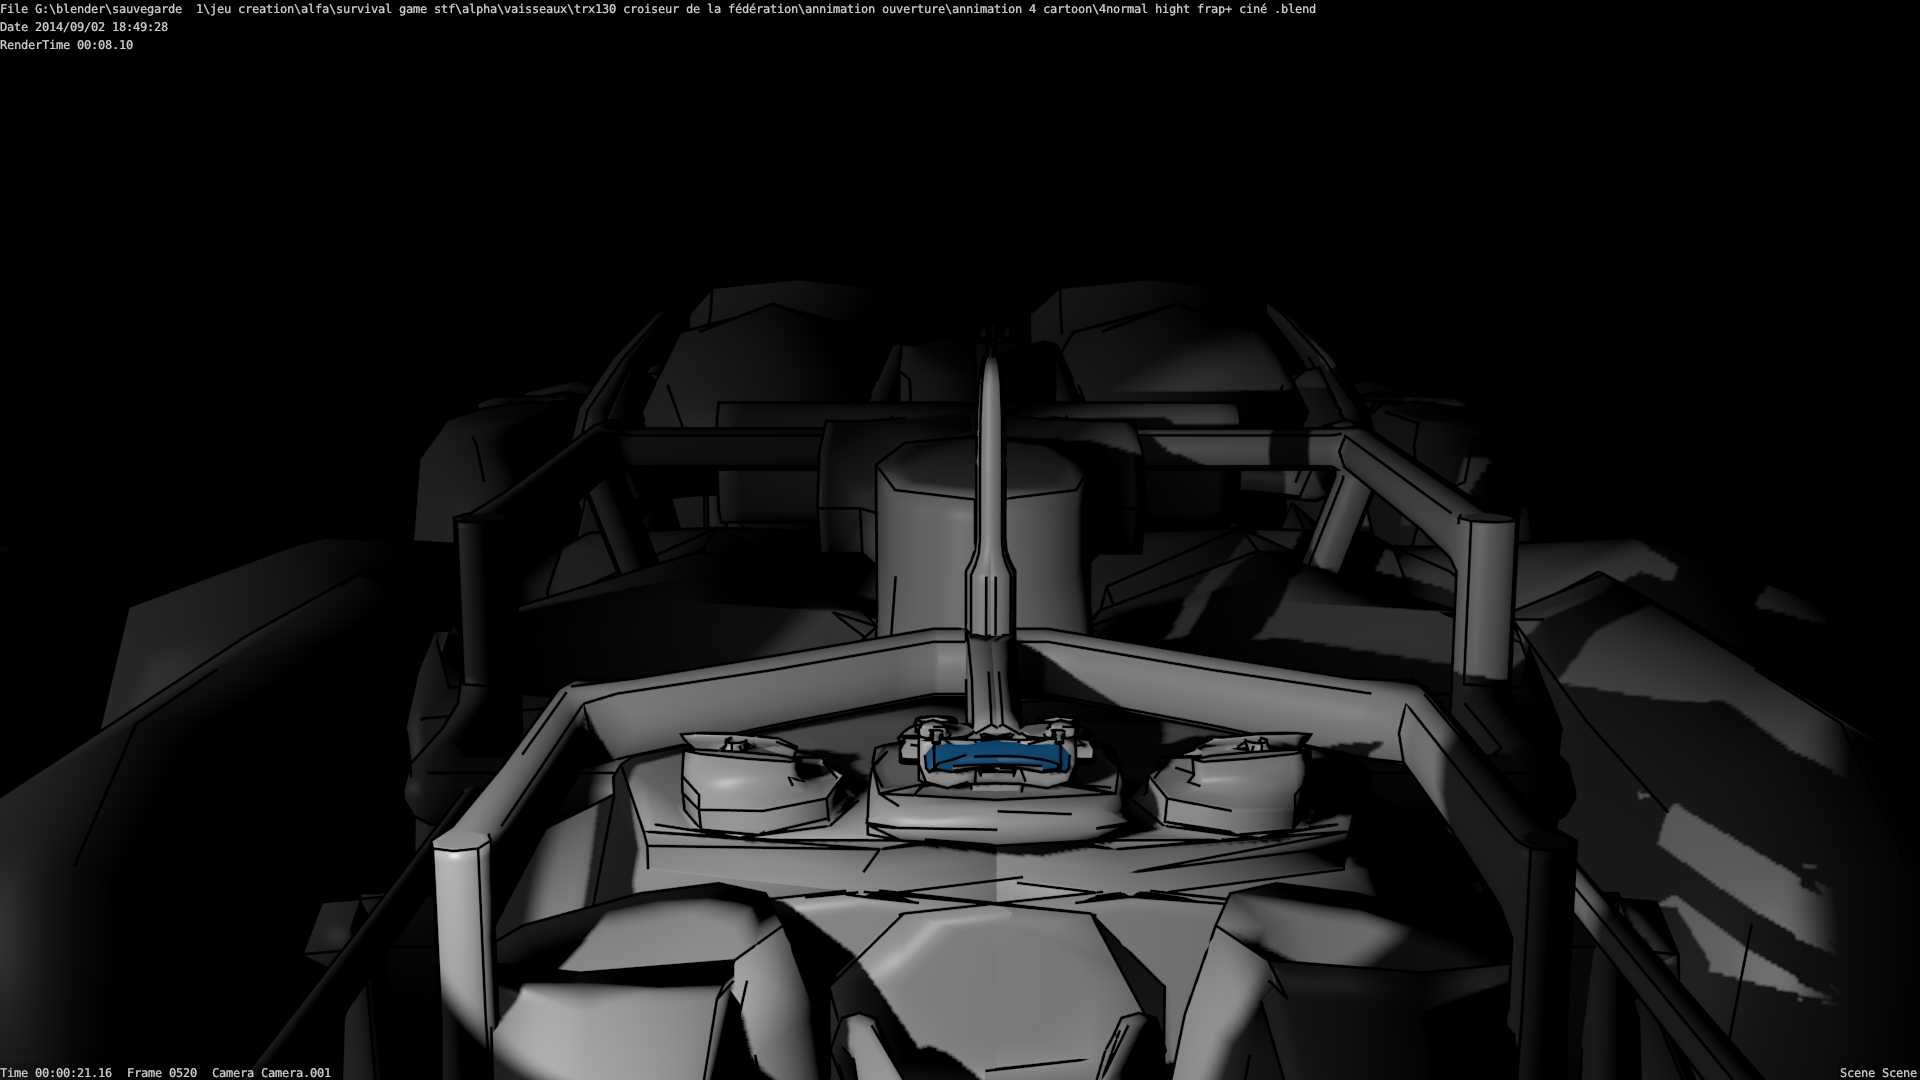 File G:\blender\sauvegarde  1\jeu creation\alfa\survival game stf\alpha\vaisseaux\trx130 croiseur de la fédération\annimation ouverture\annimation 4 cartoon\4normal hight frap+ ciné .blend
Date 2014/09/02 18:49:28
RenderTime 00:08.10
Time 00:00:21.16  Frame 0520  Camera Camera.001
Scene Scene